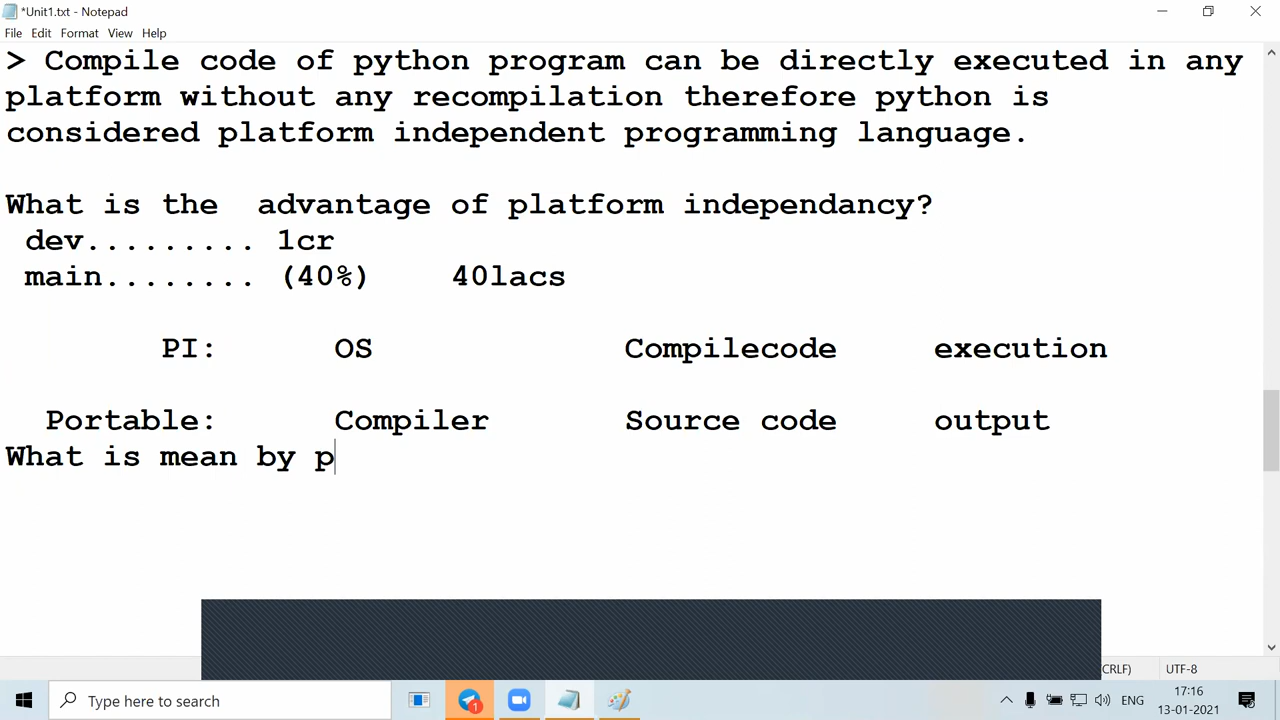 *Unit1.txt - Notepad
File Edit Format View Help
> Compile code of python program can be directly executed in any
platform without any recompilation therefore python is
considered platform independent programming language.
What is the advantage of platform independancy?
dev......... 1cr
main........ (40%) 40lacs
PI: OS Compilecode execution
Portable: Compiler Source code output
What is mean by p
(CRLF) UTF-8
Type here to search
1
ENG
17:16
13-01-2021